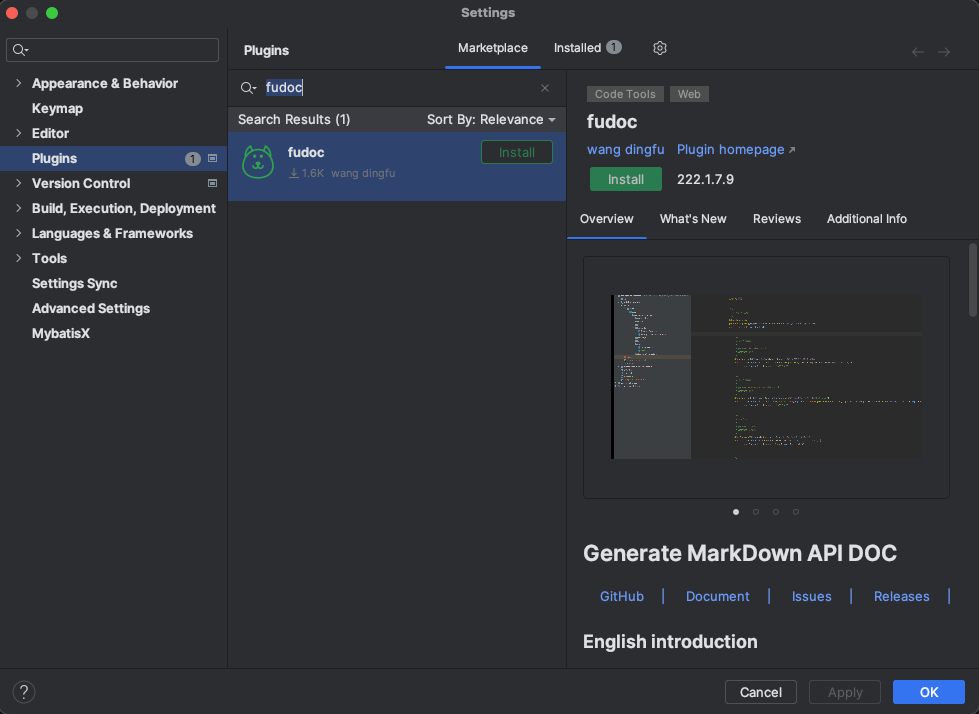 Settings
Plugins
Marketplace
Installed 1
Appearance & Behavior
Keymap
Editor
Plugins 1
Version Control
Build, Execution, Deployment
Languages & Frameworks
Tools
Settings Sync
Advanced Settings
MybatisX
fudoc
Search Results (1) Sort By: Relevance
fudoc Install
1.6K wang dingfu
Code Tools Web
fudoc
wang dingfu Plugin homepage ↗
Install 222.1.7.9
Overview What's New Reviews Additional Info
Generate MarkDown API DOC
GitHub | Document | Issues | Releases |
English introduction
? Cancel Apply OK